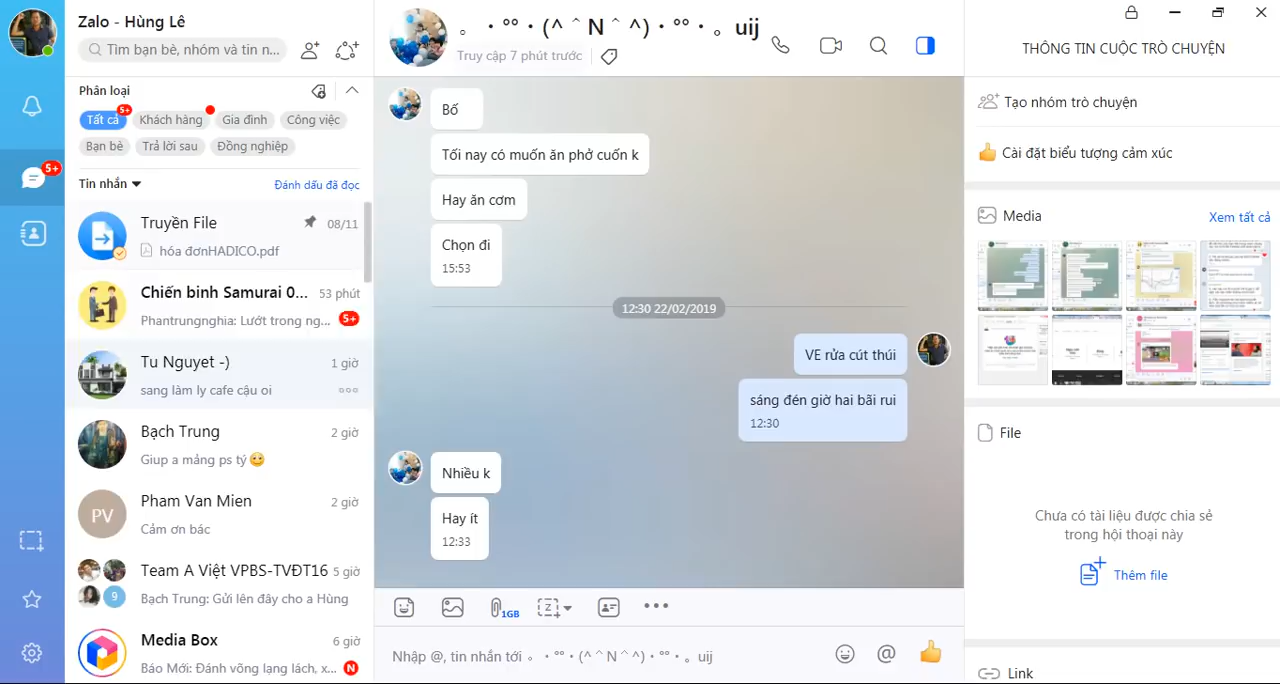 Zalo - Hùng Lê
Tìm bạn bè, nhóm và tin n...
Phân loại
Tất cả
5+
Khách hàng
Gia đình
Công việc
Bạn bè
Trả lời sau
Đồng nghiệp
5+
Tin nhắn
Đánh dấu đã đọc
Truyền File
08/11
hóa đơnHADICO.pdf
Chiến binh Samurai 0...
53 phút
Phantrungnghia: Lướt trong ng...
5+
Tu Nguyet -)
1 giờ
sang làm ly cafe cậu oi
Bạch Trung
2 giờ
Giup a mảng ps tý 😊
PV
Pham Van Mien
2 giờ
Cảm ơn bác
Team A Việt VPBS-TVĐT16
5 giờ
9
Bạch Trung: Gửi lên đây cho a Hùng
Media Box
6 giờ
Báo Mới: Đánh võng lạng lách, x...
N
。・°°・(^＾N＾^)・°°・。uij
Truy cập 7 phút trước
Bố
Tối nay có muốn ăn phở cuốn k
Hay ăn cơm
Chọn đi
15:53
12:30 22/02/2019
VE rửa cút thúi
sáng đén giờ hai bãi rui
12:30
Nhiều k
Hay ít
12:33
1GB
Nhập @, tin nhắn tới 。・°°・(^＾N＾^)・°°・。uij
THÔNG TIN CUỘC TRÒ CHUYỆN
Tạo nhóm trò chuyện
Cài đặt biểu tượng cảm xúc
Media
Xem tất cả
File
Chưa có tài liệu được chia sẻ
trong hội thoại này
Thêm file
Link